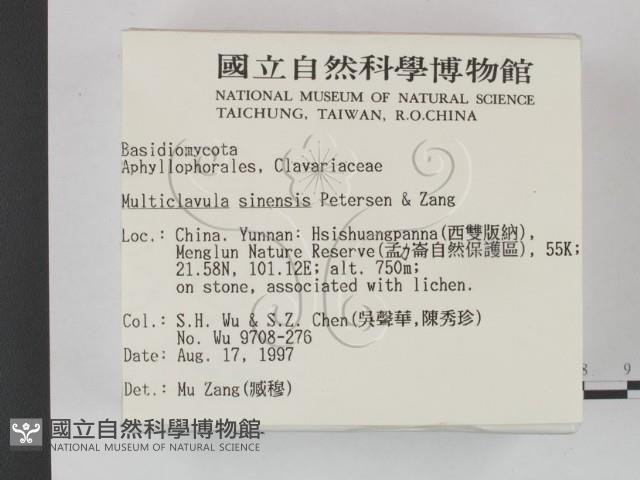 國立自然科學博物館
NATIONAL MUSEUM OF NATURAL SCIENCE
TAICHUNG, TAIWAN, R.O.CHINA
Basidiomycota
Aphyllophorales, Clavariaceae
Multiclavula sinensis Petersen & Zang
Loc.: China. Yunnan: Hsishuangpanna(西雙版納),
Menglun Nature Reserve(孟力崙自然保護區), 55K;
21.58N, 101.12E; alt. 750m;
on stone, associated with lichen.
Col.: S.H. Wu & S.Z. Chen(吳聲華,陳秀珍)
No. Wu 9708-276
Date: Aug. 17, 1997
Det.: Mu Zang(臧穆)
8 9
國立自然科學博物館
NATIONAL MUSEUM OF NATURAL SCIENCE